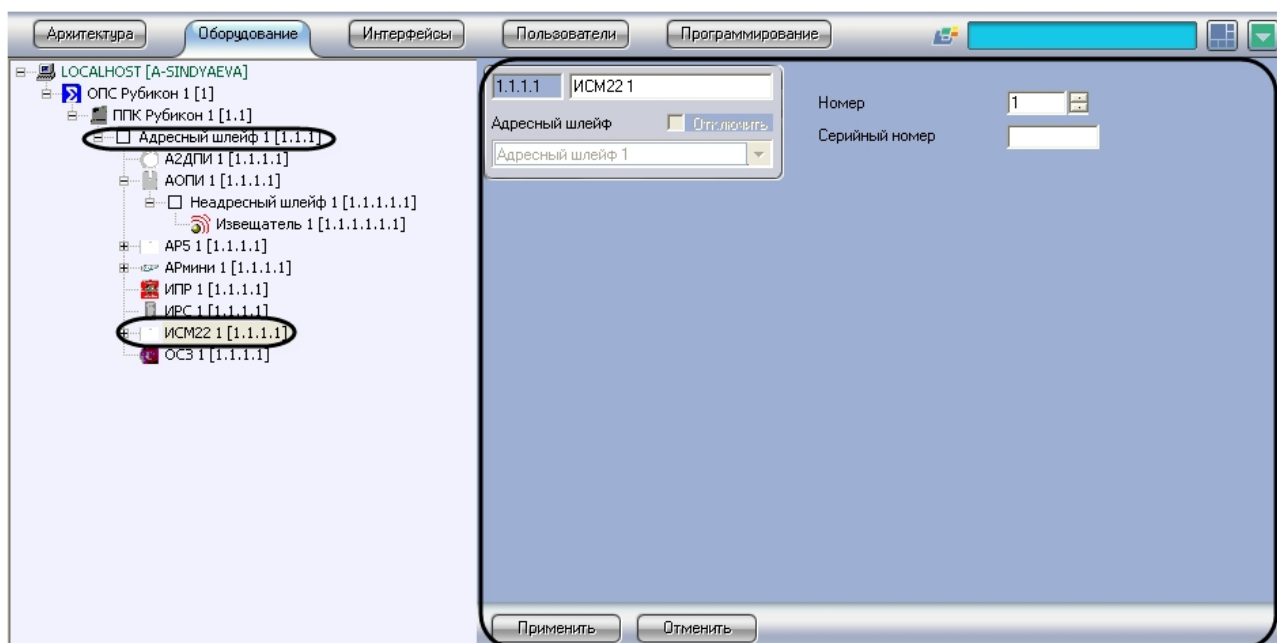 Архитектура Оборудование Интерфейсы Пользователи Программирование
LOCALHOST [A-SINDYAEVA]
ОПС Рубикон 1 [1]
ППК Рубикон 1 [1.1]
Адресный шлейф 1 [1.1.1]
А2ДПИ 1 [1.1.1.1]
АОПИ 1 [1.1.1.1]
Неадресный шлейф 1 [1.1.1.1.1]
Извещатель 1 [1.1.1.1.1.1]
АР5 1 [1.1.1.1]
АРмини 1 [1.1.1.1]
ИПР 1 [1.1.1.1]
ИРС 1 [1.1.1.1]
ИСМ22 1 [1.1.1.1]
ОСЗ 1 [1.1.1.1]
1.1.1.1 ИСМ22 1
Адресный шлейф Отключить
Адресный шлейф 1
Номер 1
Серийный номер
Применить Отменить